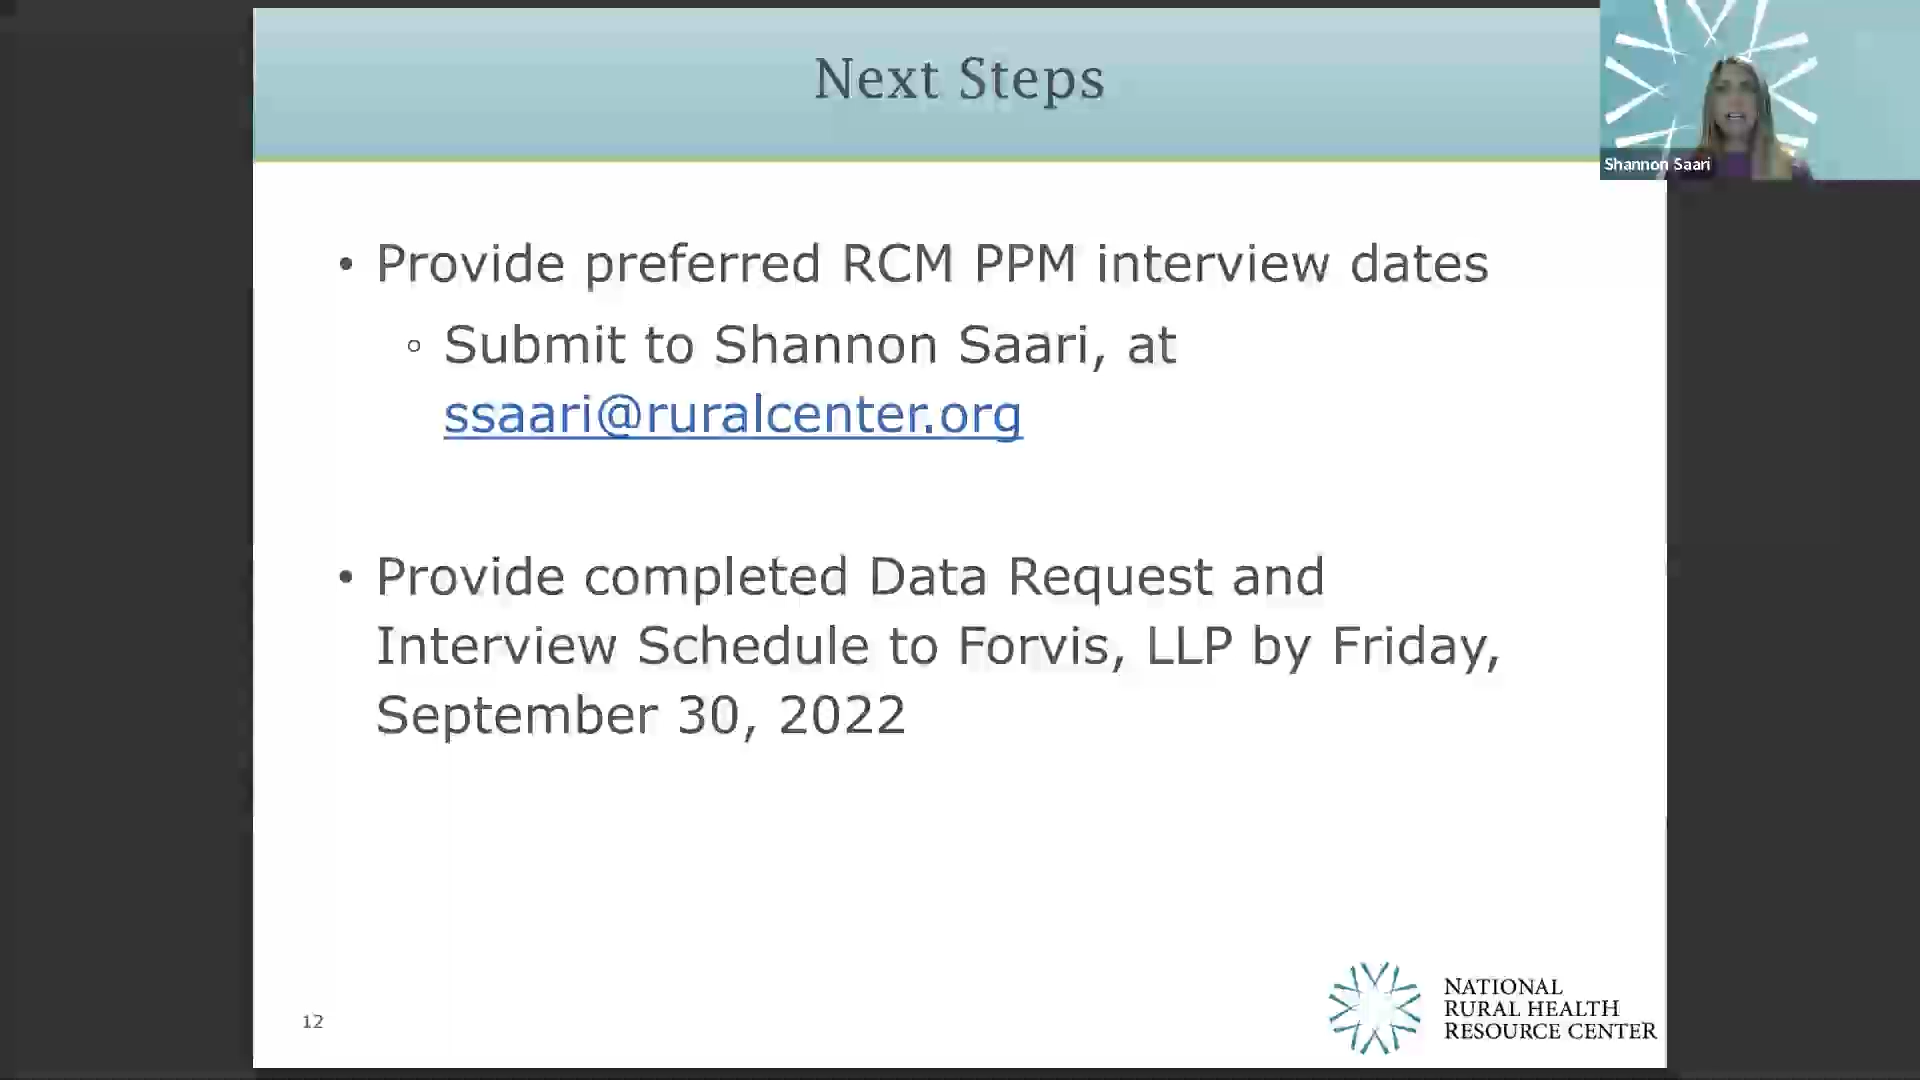 Next Steps
Shannon Saari
• Provide preferred RCM PPM interview dates
◦ Submit to Shannon Saari, at
ssaari@ruralcenter.org
• Provide completed Data Request and
Interview Schedule to Forvis, LLP by Friday,
September 30, 2022
12
NATIONAL
RURAL HEALTH
RESOURCE CENTER